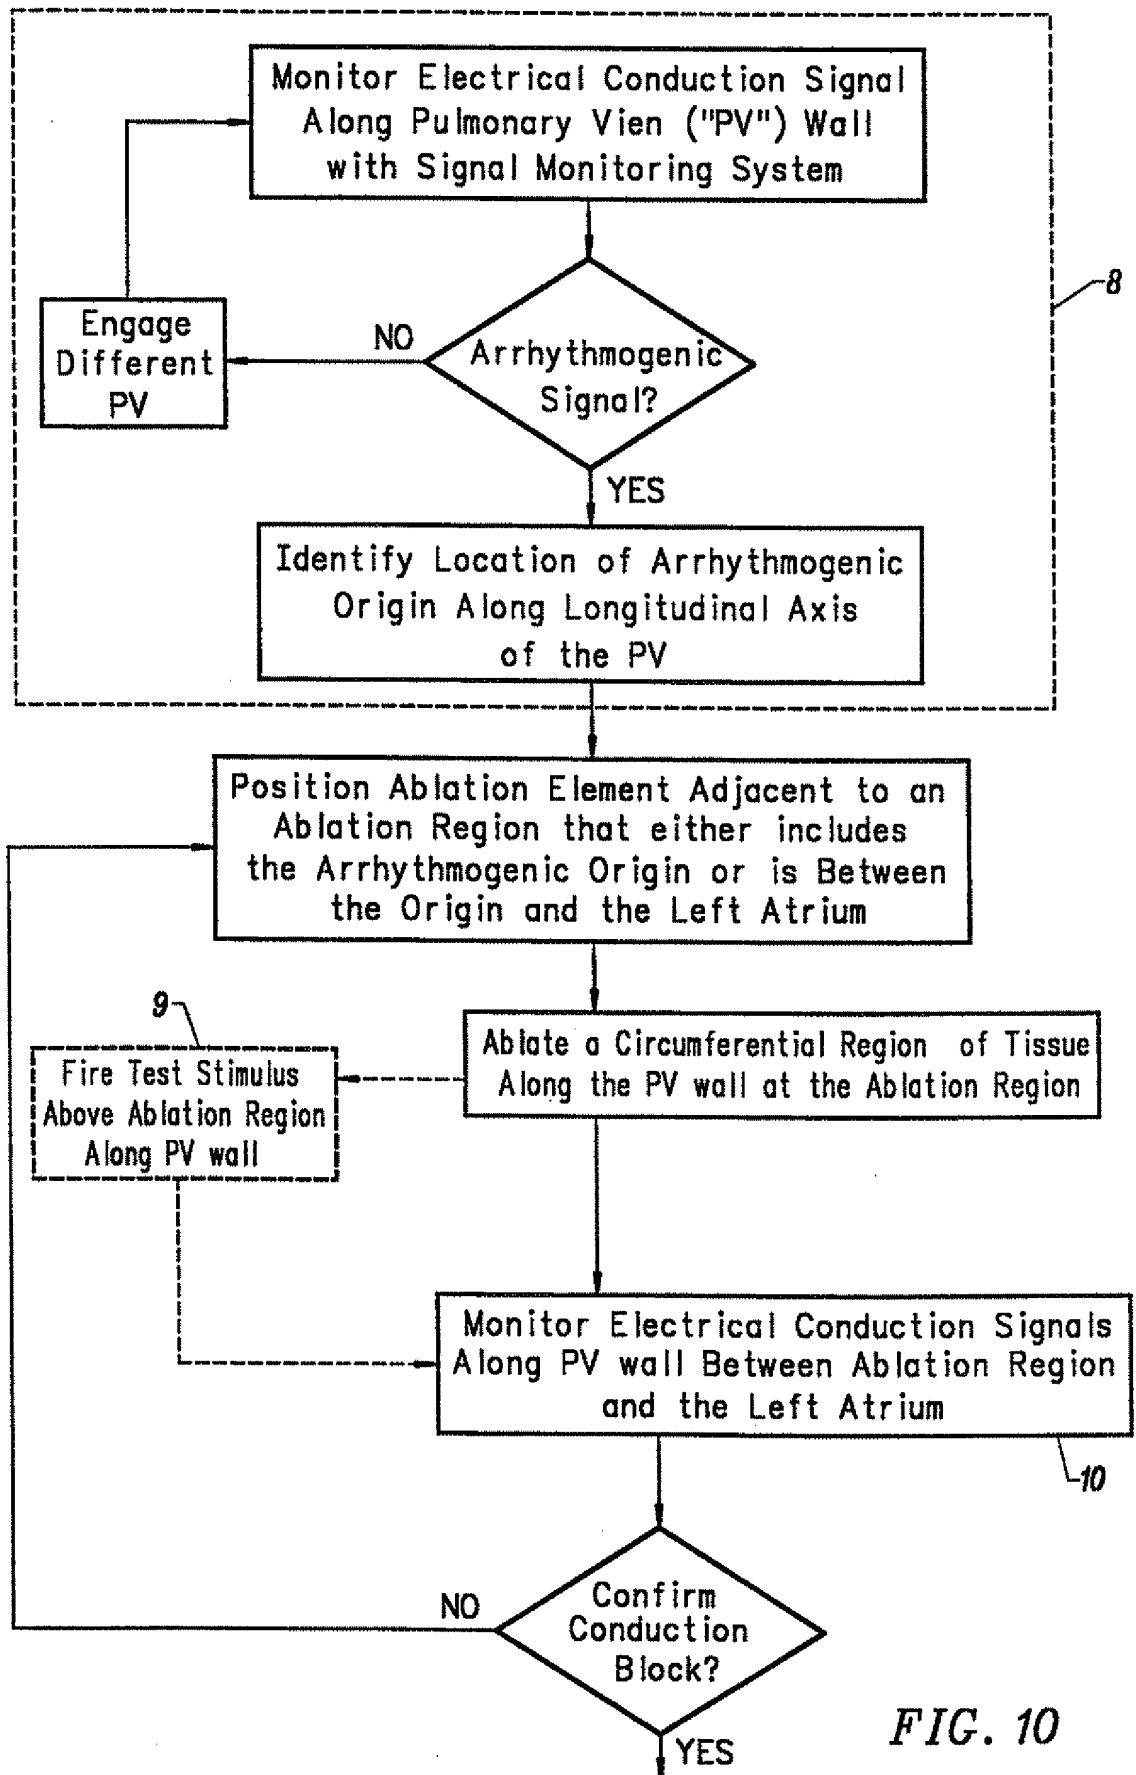 Monitor Electrical Conduction Signal
Along Pulmonary Vien ("PV") Wall
with Signal Monitoring System
8
Engage
Different
PV
NO
Arrhythmogenic
Signal?
YES
Identify Location of Arrhythmogenic
Origin Along Longitudinal Axis
of the PV
Position Ablation Element Adjacent to an
Ablation Region that either includes
the Arrhythmogenic Origin or is Between
the Origin and the Left Atrium
9
Fire Test Stimulus
Above Ablation Region
Along PV wall
Ablate a Circumferential Region of Tissue
Along the PV wall at the Ablation Region
Monitor Electrical Conduction Signals
Along PV wall Between Ablation Region
and the Left Atrium
10
NO
Confirm
Conduction
Block?
YES
FIG. 10